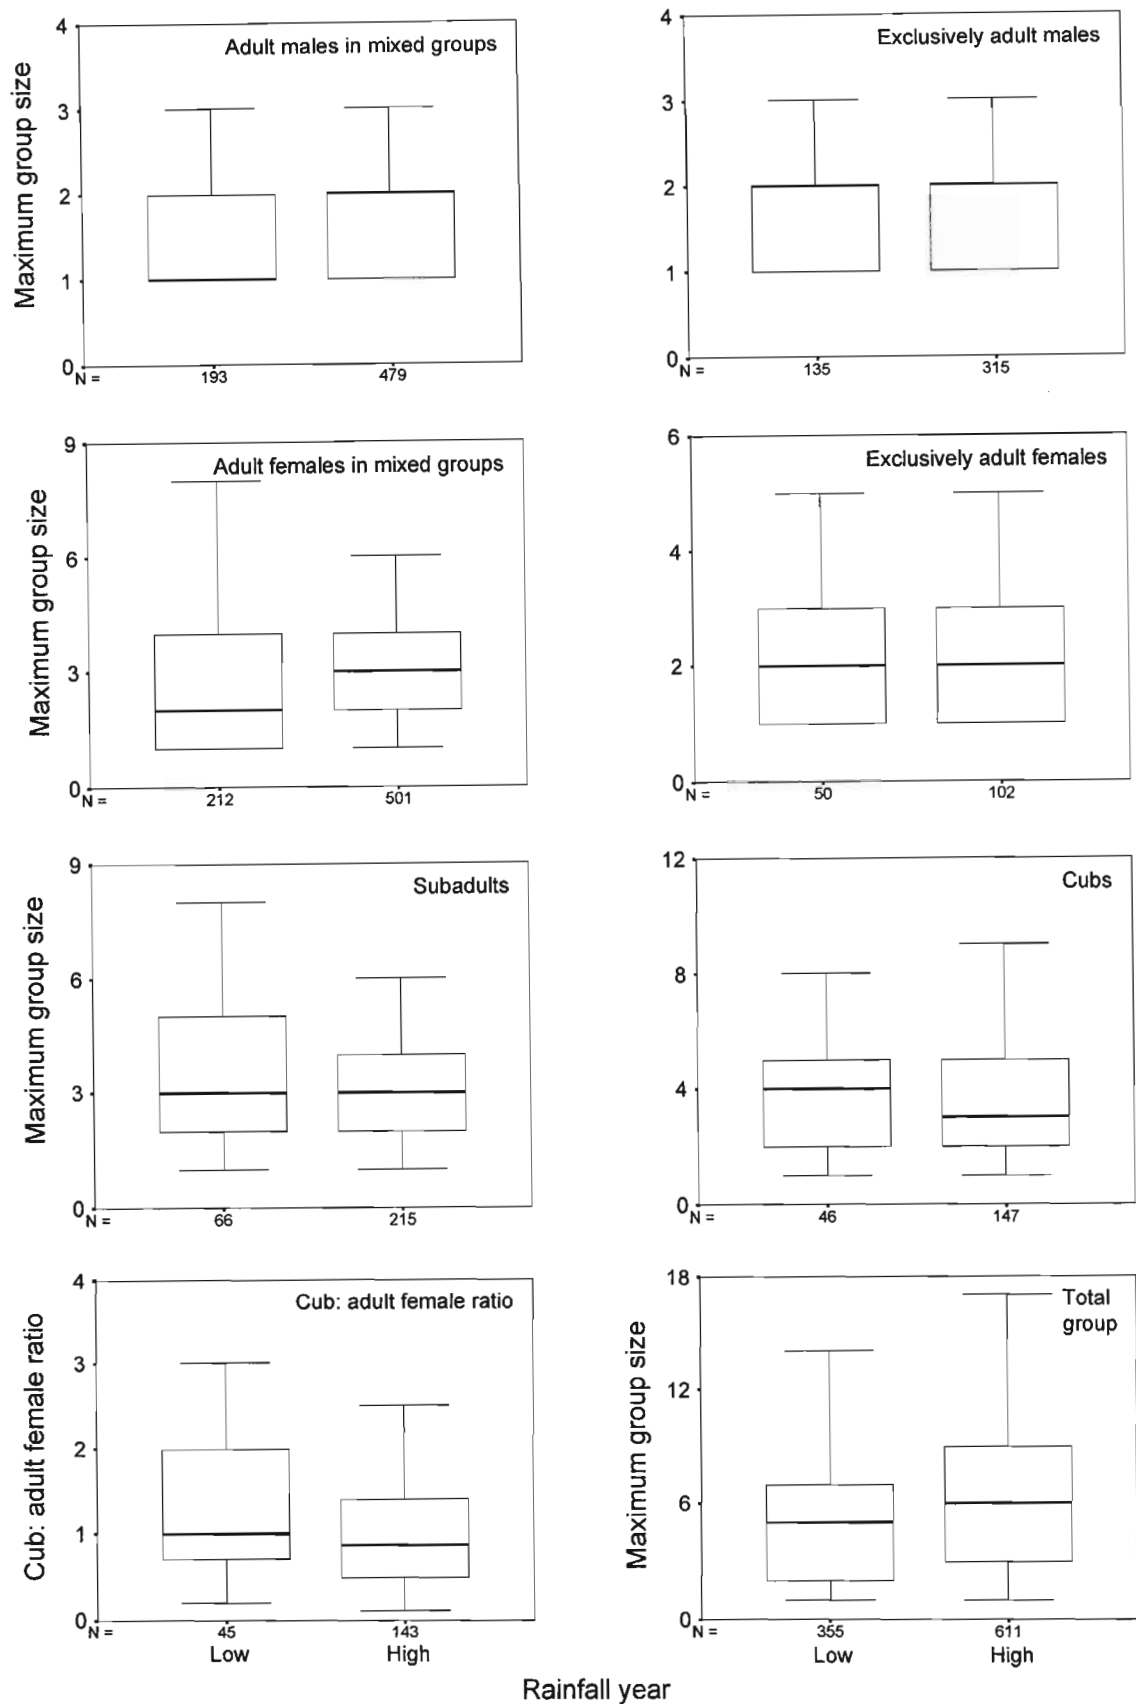 4
3
2
1
0
Maximum group size
Adult males in mixed groups
N =
193
479
4
3
2
1
0
Exclusively adult males
N =
135
315
9
6
3
0
Maximum group size
Adult females in mixed groups
N =
212
501
6
4
2
0
Exclusively adult females
N =
50
102
9
6
3
0
Maximum group size
Subadults
N =
66
215
12
8
4
0
Cubs
N =
46
147
4
3
2
1
0
Cub: adult female ratio
Cub: adult female ratio
N =
45
143
Low
High
18
12
6
0
Maximum group size
Total
group
N =
355
611
Low
High
Rainfall year